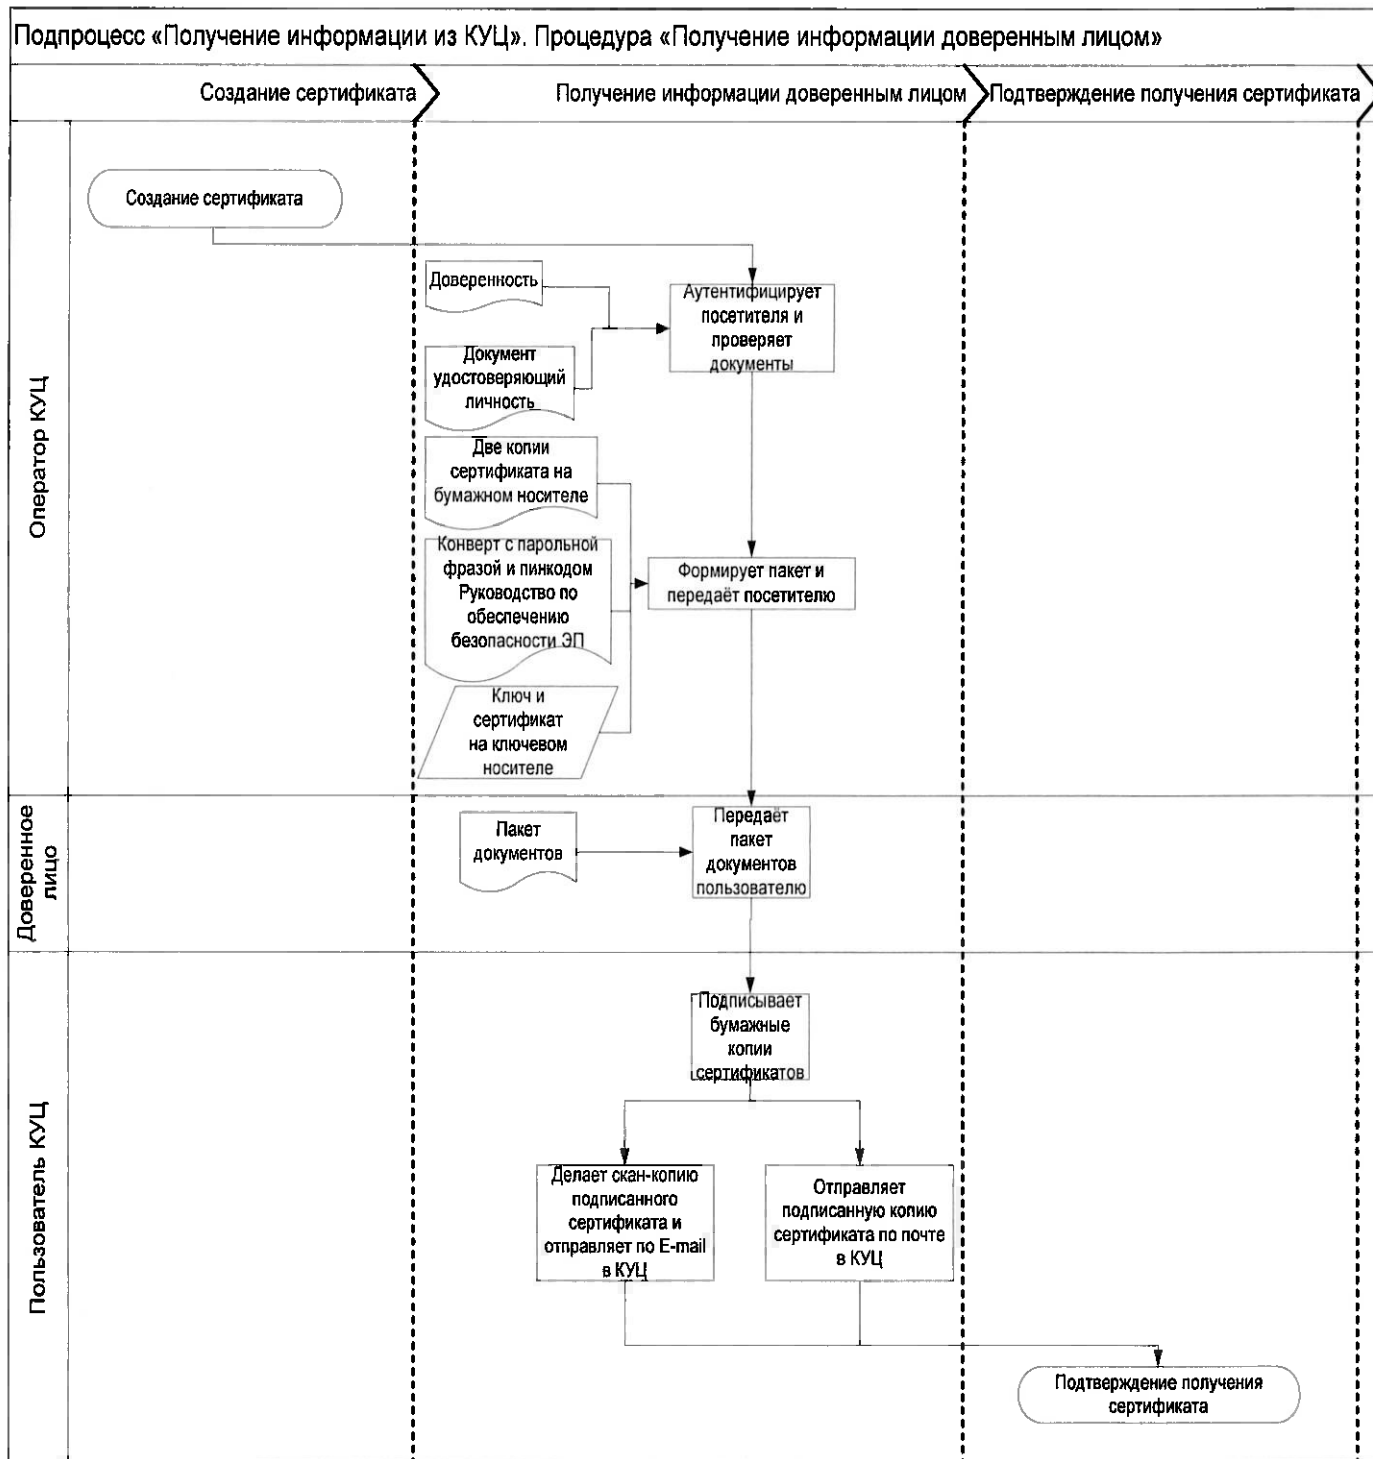 Подпроцесс «Получение информации из КУЦ». Процедура «Получение информации доверенным лицом»
Создание сертификата
Получение информации доверенным лицом
Подтверждение получения сертификата
Оператор КУЦ
Создание сертификата
Доверенность
Аутентифицирует
посетителя и
проверяет
документы
Документ
удостоверяющий
личность
Две копии
сертификата на
бумажном носителе
Конверт с парольной
фразой и пинкодом
Руководство по
обеспечению
безопасности ЭП
Формирует пакет и
передаёт посетителю
Ключ и
сертификат
на ключевом
носителе
Доверенное
лицо
Пакет
документов
Передаёт
пакет
документов
пользователю
Пользователь КУЦ
Подписывает
бумажные
копии
сертификатов
Делает скан-копию
подписанного
сертификата и
отправляет по E-mail
в КУЦ
Отправляет
подписанную копию
сертификата по почте
в КУЦ
Подтверждение получения
сертификата